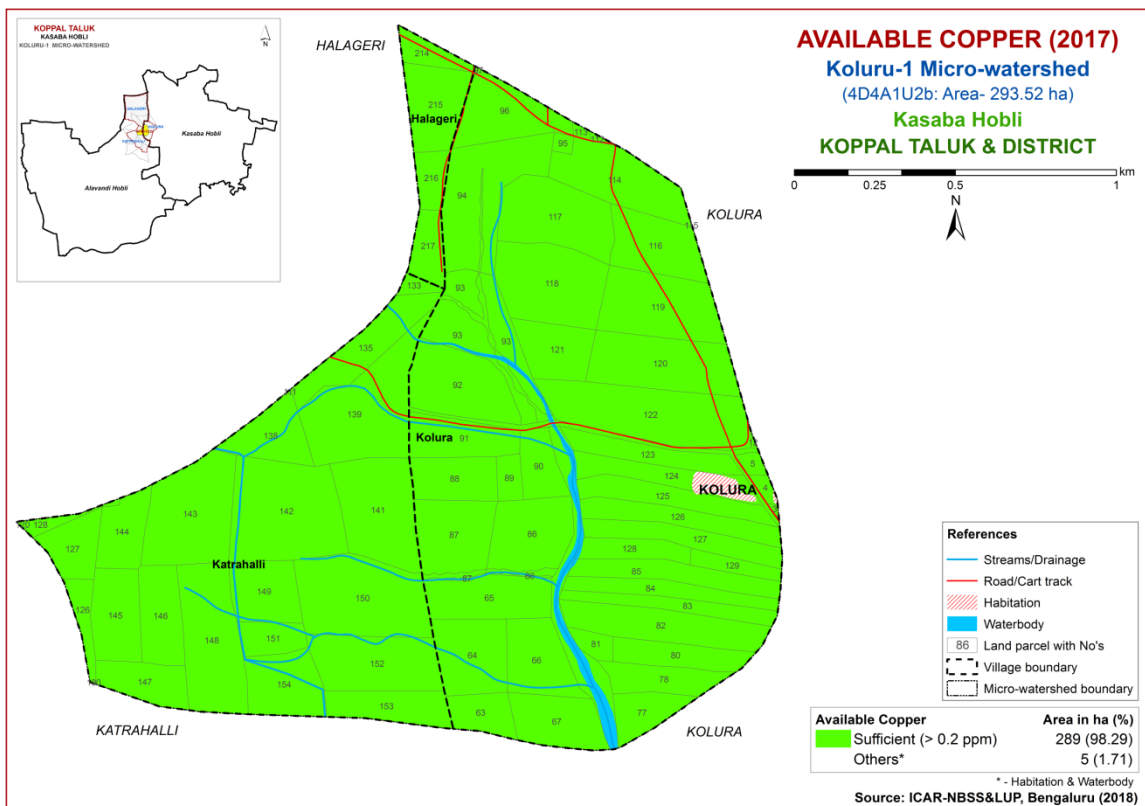 KOPPAL TALUK
KASABA HOBLI
KOLURU-1 MICRO-WATERSHED
N
HALAGERI
KATRAHALLI
Kasaba Hobli
Alavandi Hobli
AVAILABLE COPPER (2017)
Koluru-1 Micro-watershed
(4D4A1U2b: Area- 293.52 ha)
Kasaba Hobli
KOPPAL TALUK & DISTRICT
km
0 0.25 0.5 1
N
HALAGERI
KOLURA
214
215
Halageri
96
95
113
114
216
94
117
115
217
116
133
93
118
119
93
93
135
121
120
92
139
122
138
Kolura
91
123
5
90
124
KOLURA
4
88
89
125
143
142
141
126
128
144
87
86
127
127
128
129
Katrahalli
87
85
149
150
65
84
83
126
145
146
82
148
151
81
64
66
80
152
147
154
78
153
63
67
77
KATRAHALLI
KOLURA
References
Streams/Drainage
Road/Cart track
Habitation
Waterbody
86 Land parcel with No's
Village boundary
Micro-watershed boundary
Available Copper Area in ha (%)
Sufficient (> 0.2 ppm) 289 (98.29)
Others* 5 (1.71)
* - Habitation & Waterbody
Source: ICAR-NBSS&LUP, Bengaluru (2018)